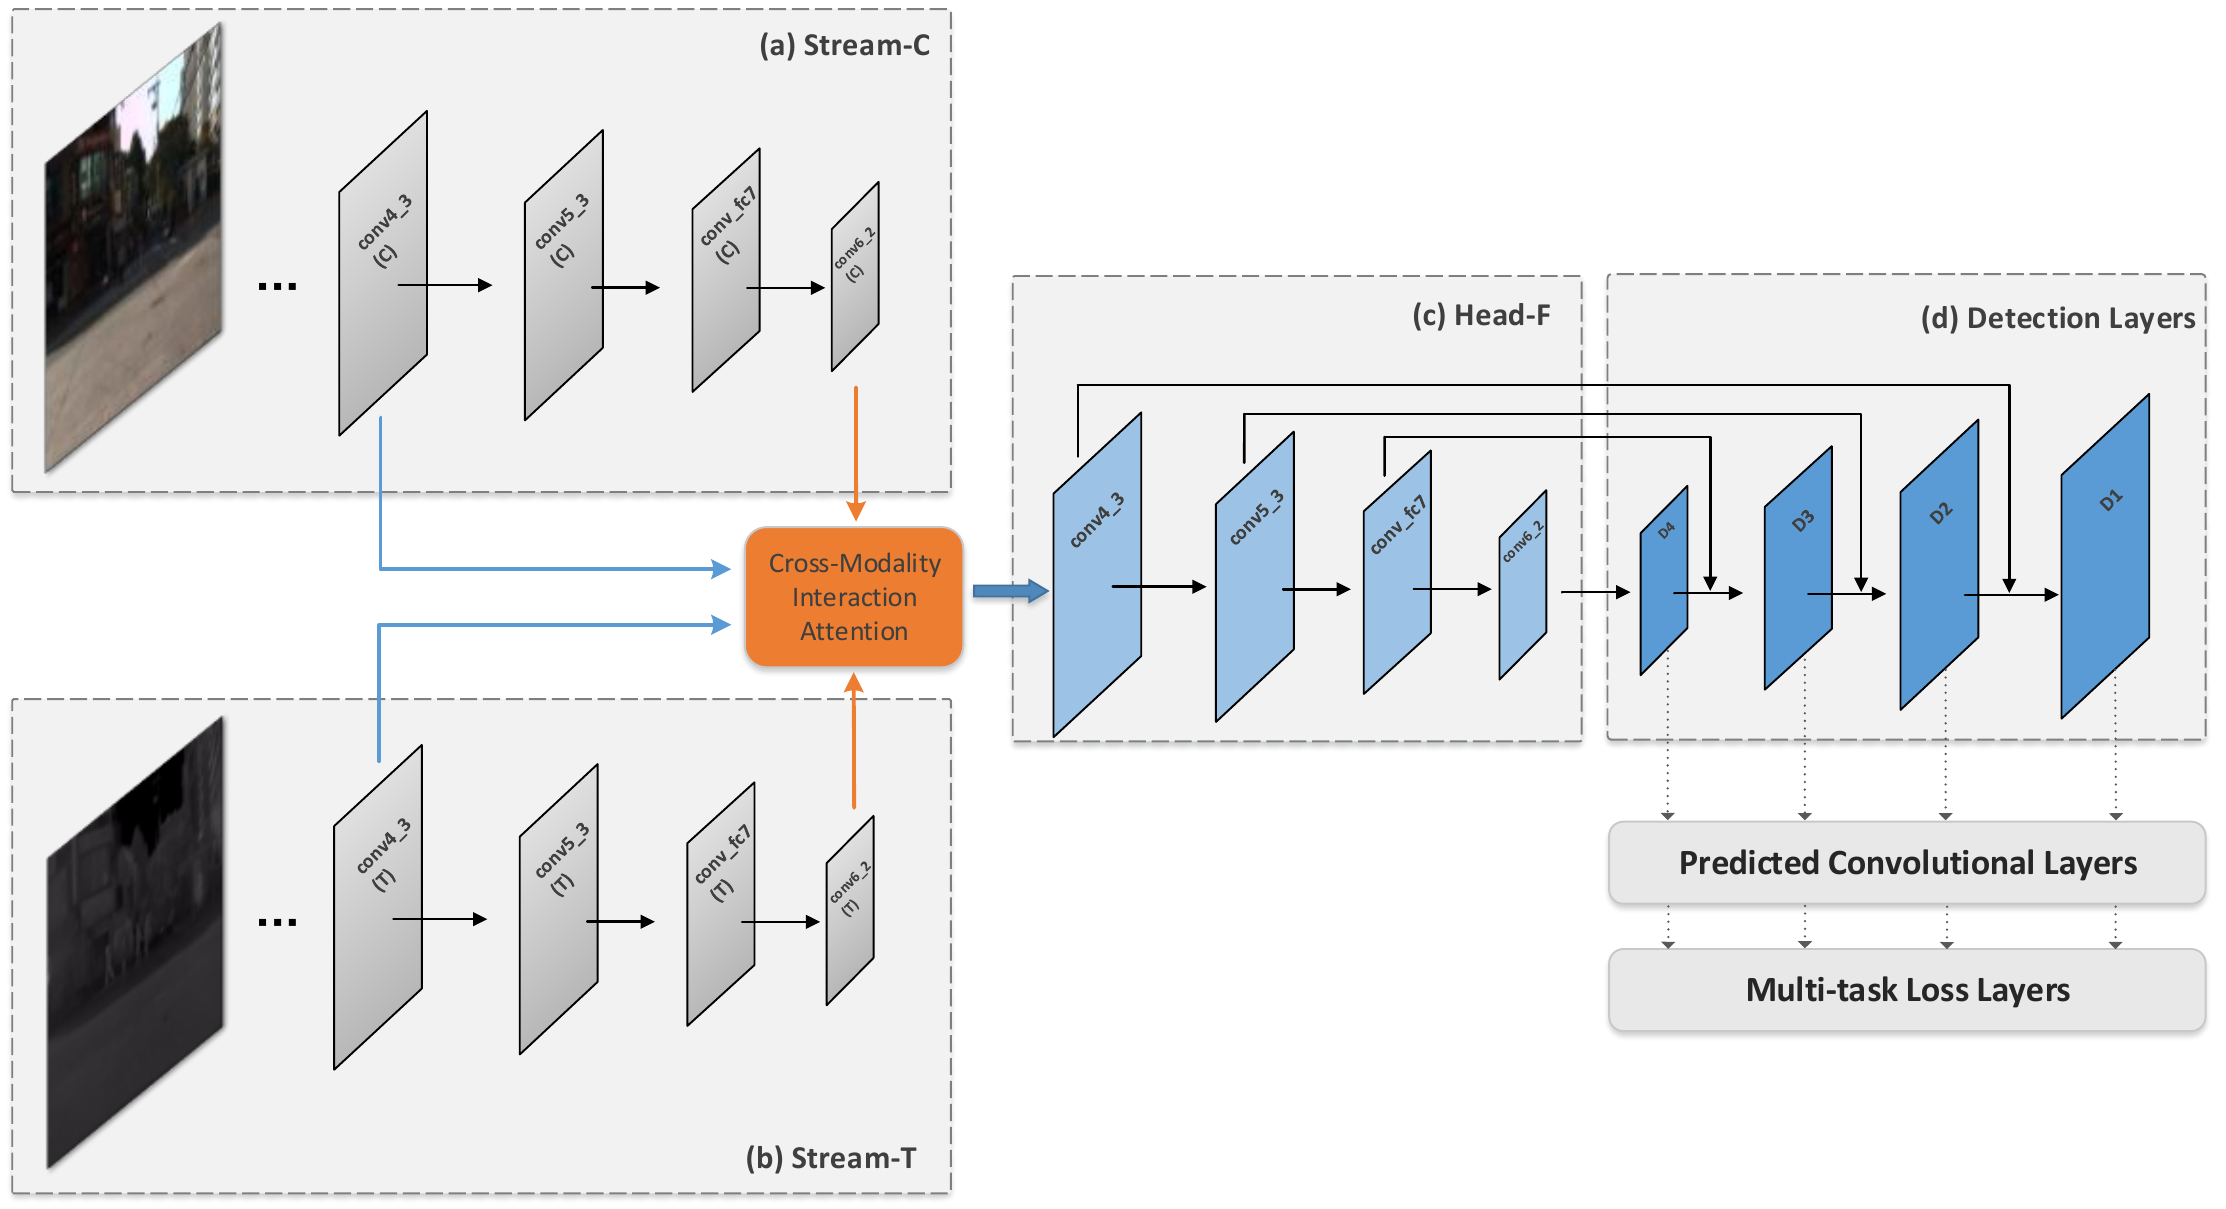 (a) Stream-C
conv4_3
(C)
conv5_3
(C)
conv_fc7
(C)
conv6_2
(C)
...
Cross-Modality
Interaction
Attention
(b) Stream-T
conv4_3
(T)
conv5_3
(T)
conv_fc7
(T)
conv6_2
(T)
...
(c) Head-F
conv4_3
conv5_3
conv_fc7
conv6_2
(d) Detection Layers
D4
D3
D2
D1
Predicted Convolutional Layers
Multi-task Loss Layers